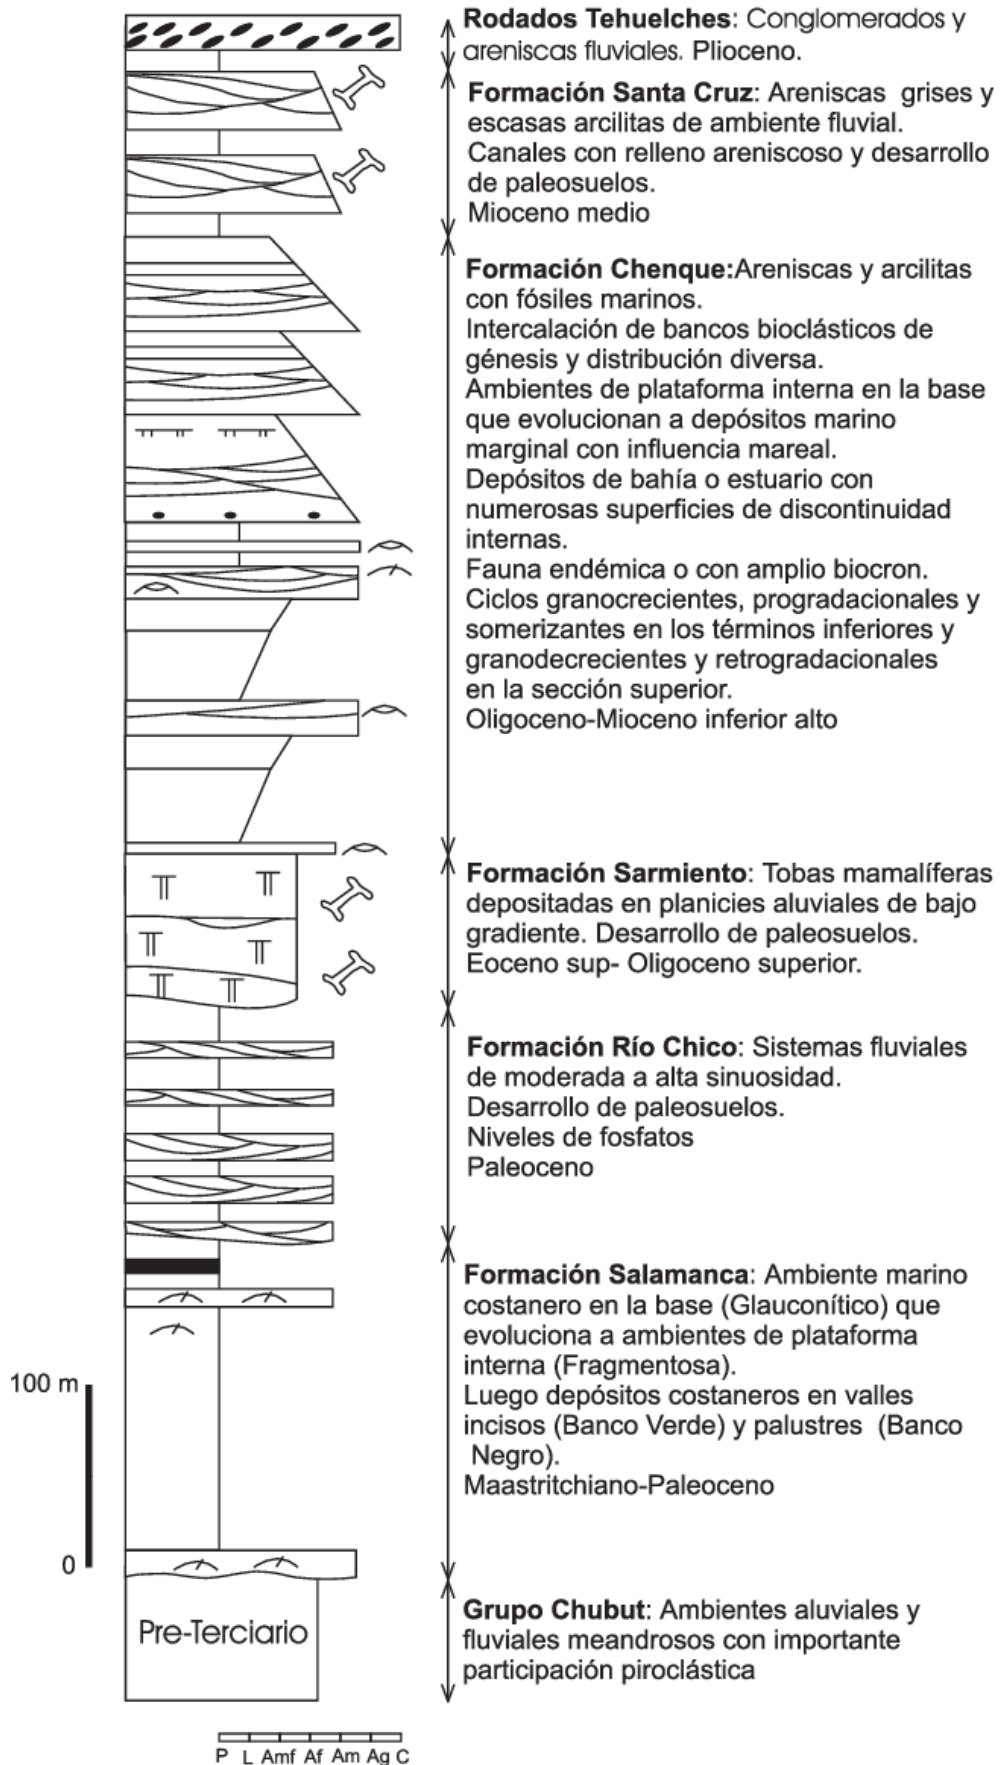 Rodados Tehuelches: Conglomerados y
areniscas fluviales. Plioceno.
Formación Santa Cruz: Areniscas grises y
escasas arcilitas de ambiente fluvial.
Canales con relleno areniscoso y desarrollo
de paleosuelos.
Mioceno medio
Formación Chenque:Areniscas y arcilitas
con fósiles marinos.
Intercalación de bancos bioclásticos de
génesis y distribución diversa.
Ambientes de plataforma interna en la base
que evolucionan a depósitos marino
marginal con influencia mareal.
Depósitos de bahía o estuario con
numerosas superficies de discontinuidad
internas.
Fauna endémica o con amplio biocron.
Ciclos granocrecientes, progradacionales y
somerizantes en los términos inferiores y
granodecrecientes y retrogradacionales
en la sección superior.
Oligoceno-Mioceno inferior alto
Formación Sarmiento: Tobas mamalíferas
depositadas en planicies aluviales de bajo
gradiente. Desarrollo de paleosuelos.
Eoceno sup- Oligoceno superior.
Formación Río Chico: Sistemas fluviales
de moderada a alta sinuosidad.
Desarrollo de paleosuelos.
Niveles de fosfatos
Paleoceno
Formación Salamanca: Ambiente marino
costanero en la base (Glauconítico) que
evoluciona a ambientes de plataforma
interna (Fragmentosa).
Luego depósitos costaneros en valles
incisos (Banco Verde) y palustres (Banco
Negro).
Maastritchiano-Paleoceno
100 m
0
Pre-Terciario
Grupo Chubut: Ambientes aluviales y
fluviales meandrosos con importante
participación piroclástica
P L Amf Af Am Ag C